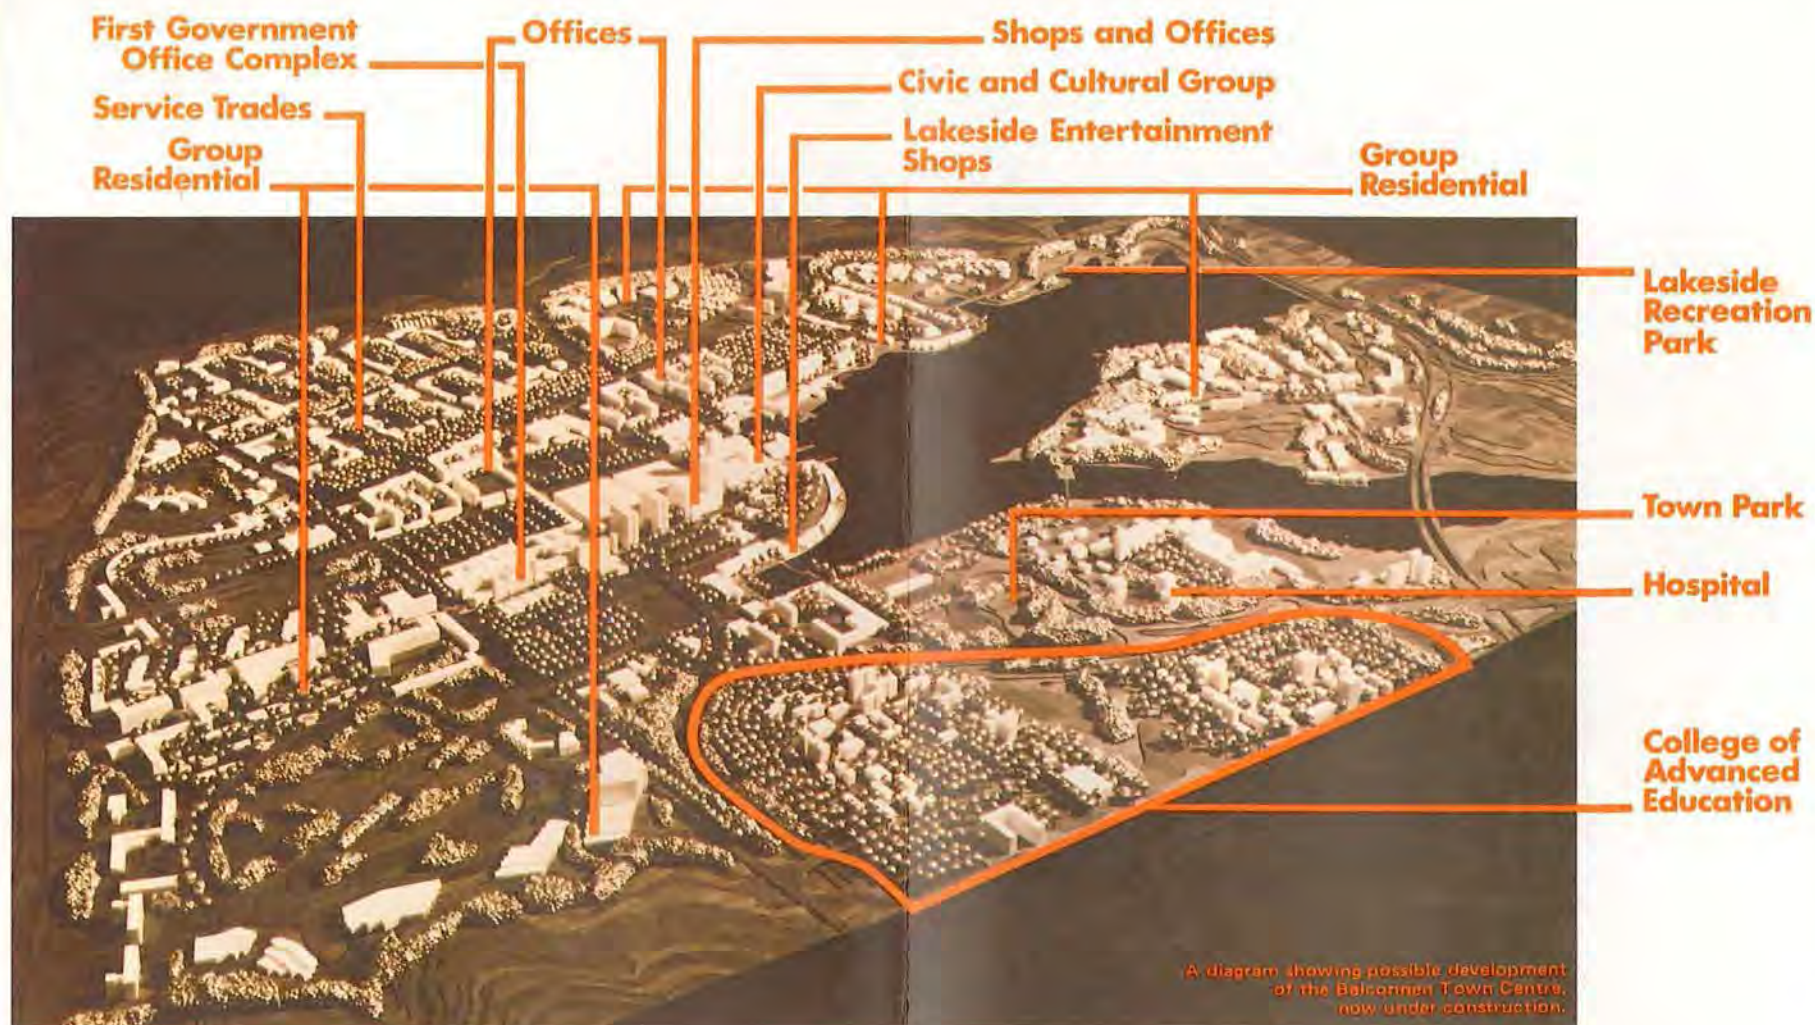 First Government
Office Complex
Offices
Shops and Offices
Civic and Cultural Group
Service Trades
Lakeside Entertainment
Shops
Group
Residential
Group
Residential
Lakeside
Recreation
Park
Town Park
Hospital
College of
Advanced
Education
A diagram showing possible development
of the Belconnen Town Centre,
now under construction.